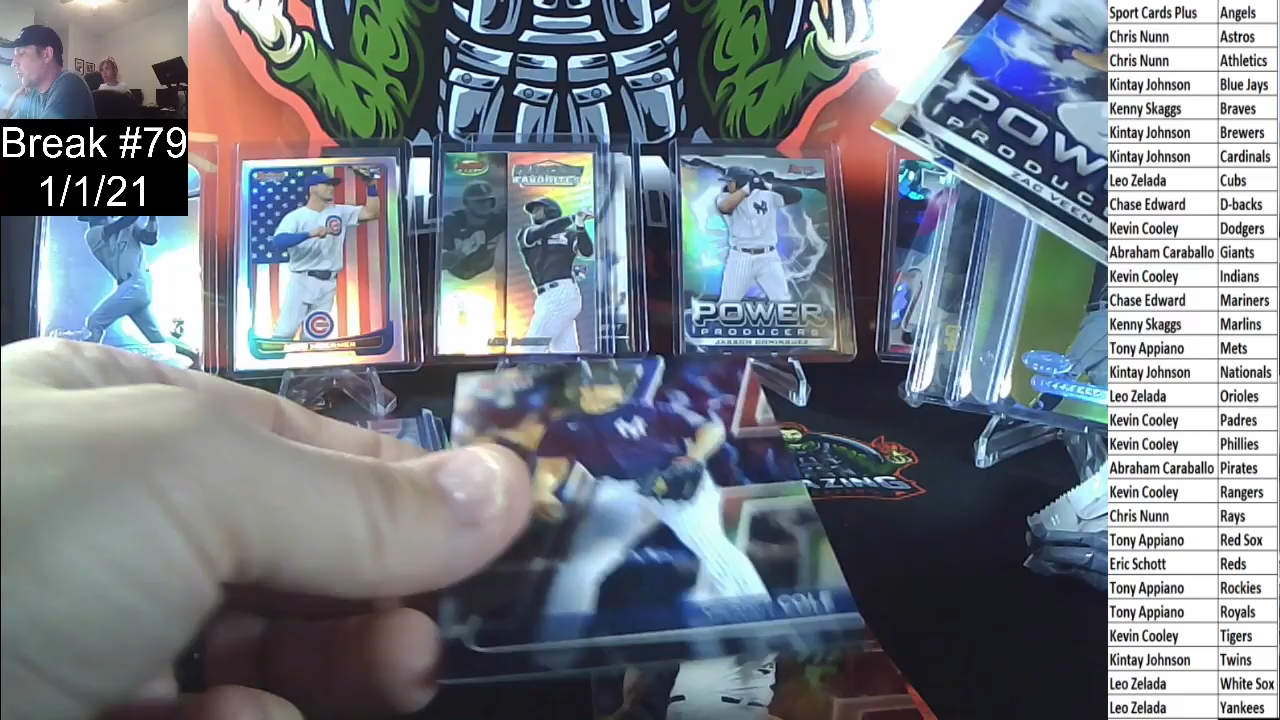 Break #79
1/1/21
Sport Cards Plus Angels
Chris Nunn Astros
Chris Nunn Athletics
Kintay Johnson Blue Jays
Kenny Skaggs Braves
Kintay Johnson Brewers
Kintay Johnson Cardinals
Leo Zelada Cubs
Chase Edward D-backs
Kevin Cooley Dodgers
Abraham Caraballo Giants
Kevin Cooley Indians
Chase Edward Mariners
Kenny Skaggs Marlins
Tony Appiano Mets
Kintay Johnson Nationals
Leo Zelada Orioles
Kevin Cooley Padres
Kevin Cooley Phillies
Abraham Caraballo Pirates
Kevin Cooley Rangers
Chris Nunn Rays
Tony Appiano Red Sox
Eric Schott Reds
Tony Appiano Rockies
Tony Appiano Royals
Kevin Cooley Tigers
Kintay Johnson Twins
Leo Zelada White Sox
Leo Zelada Yankees
FAVORITES
POWER
PRODUCERS
JASSON DOMINGUEZ
POW
PRODUC
VEEN
AZING